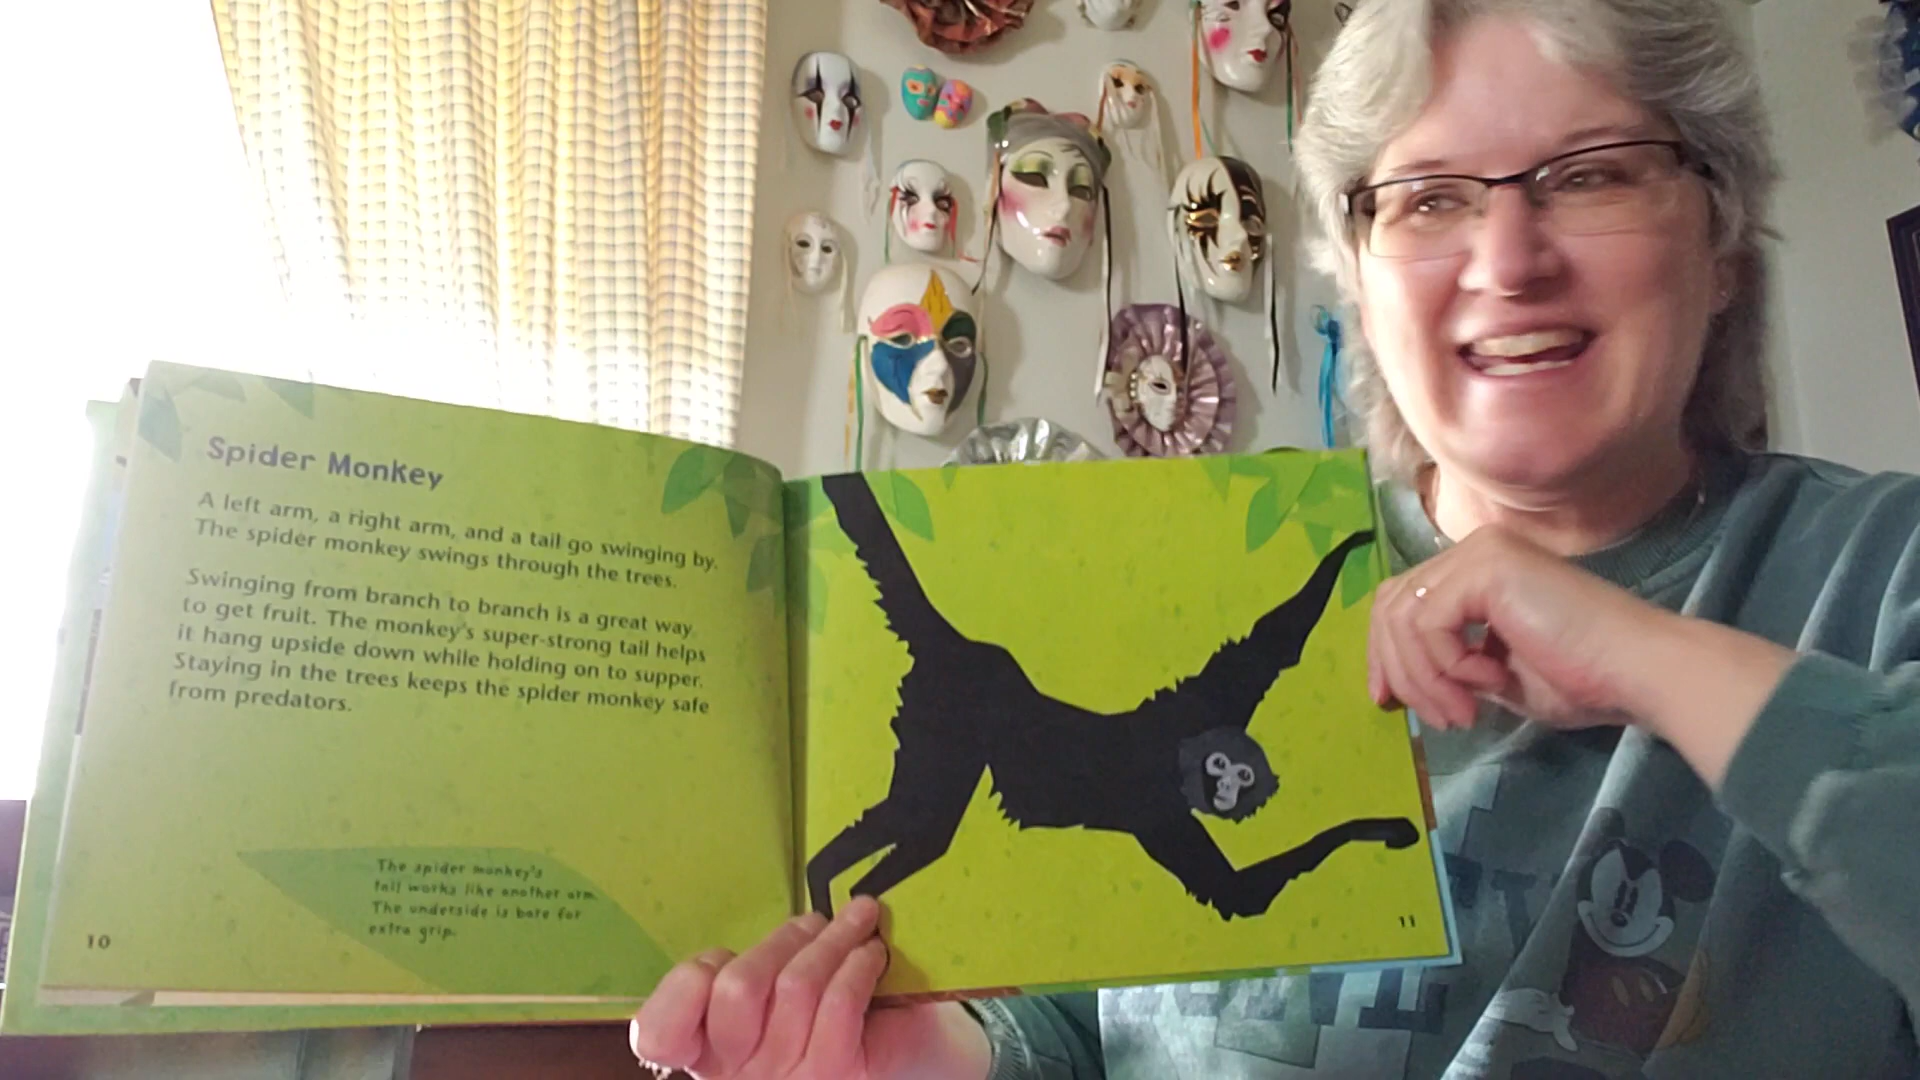 Spider Monkey
A left arm, a right arm, and a tail go swinging by.
The spider monkey swings through the trees.
Swinging from branch to branch is a great way
to get fruit. The monkey's super-strong tail helps
it hang upside down while holding on to supper.
Staying in the trees keeps the spider monkey safe
from predators.
The spider monkey's
tail works like another arm.
The underside is bare for
extra grip.
10
11